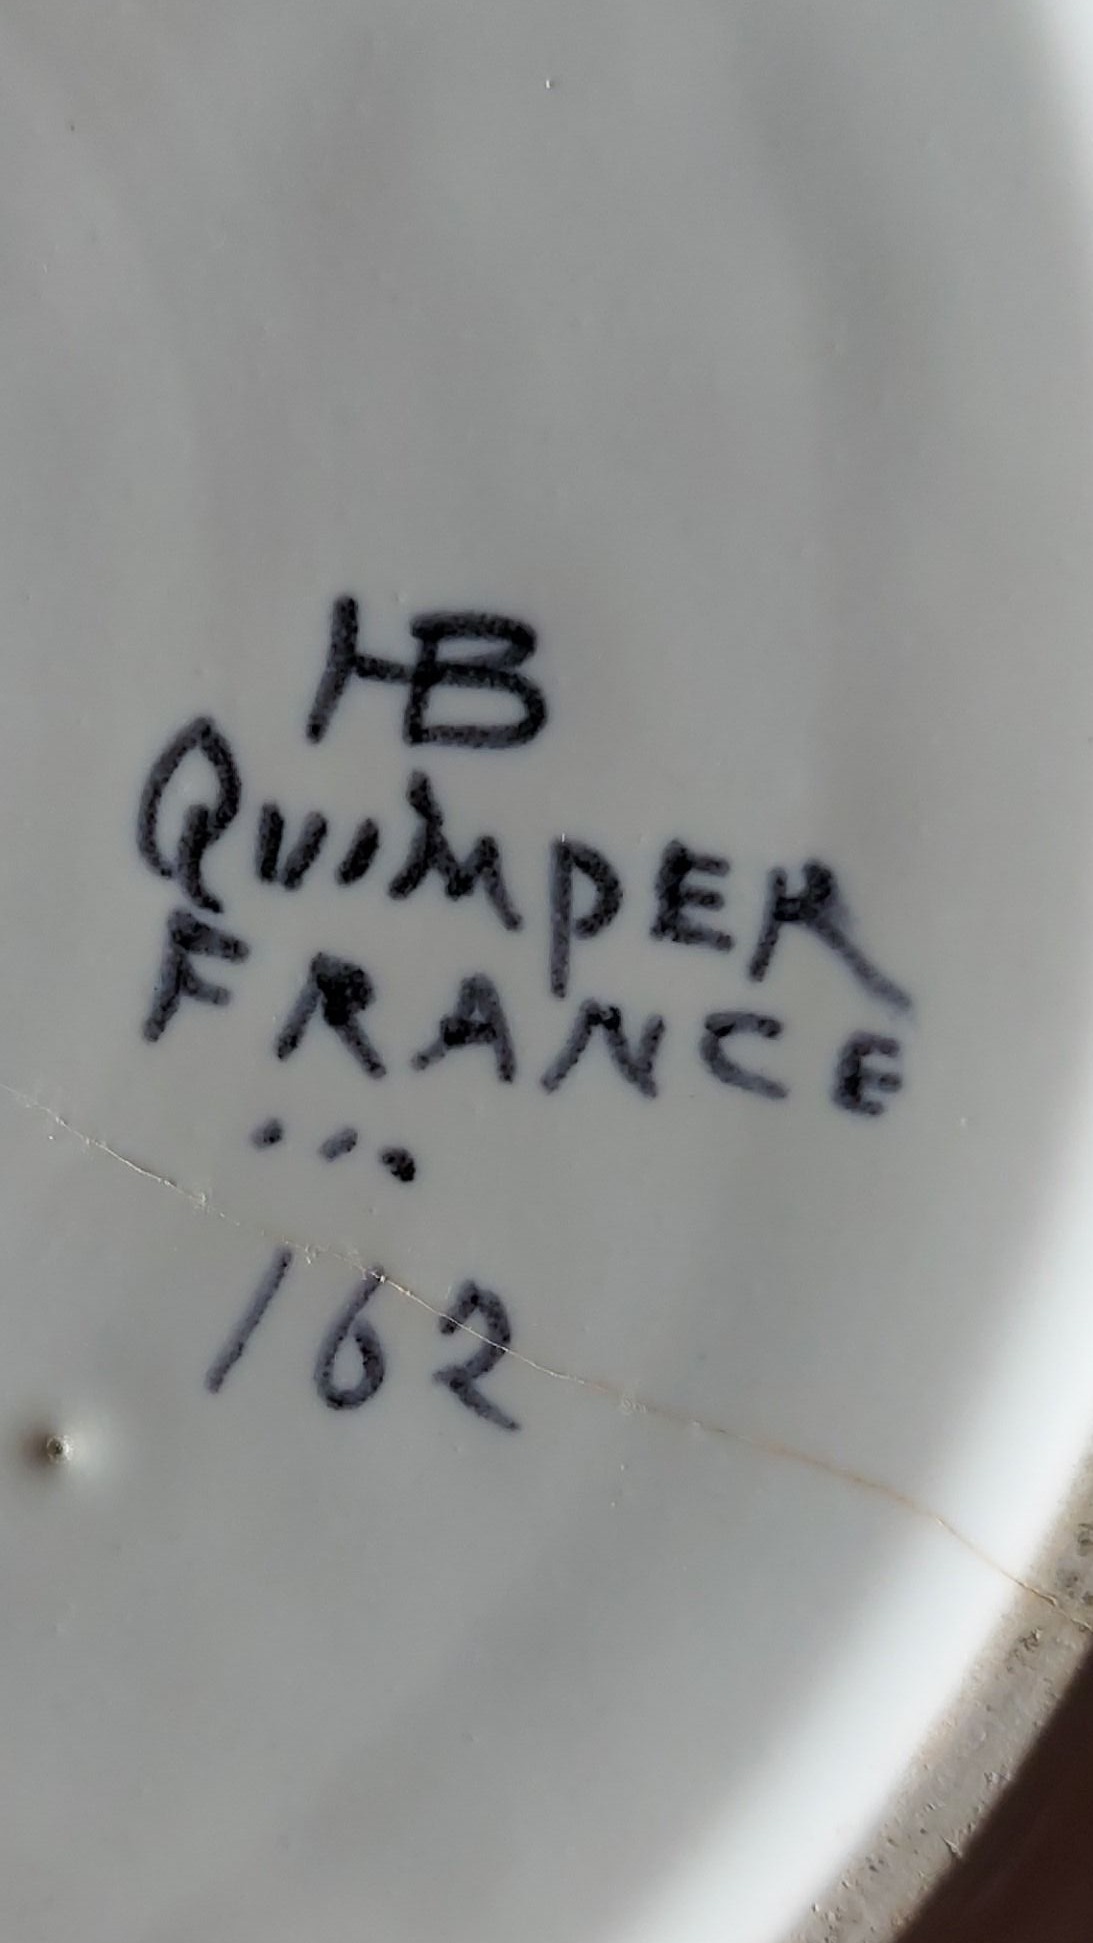 HB
QUIMPER
FRANCE
...
162